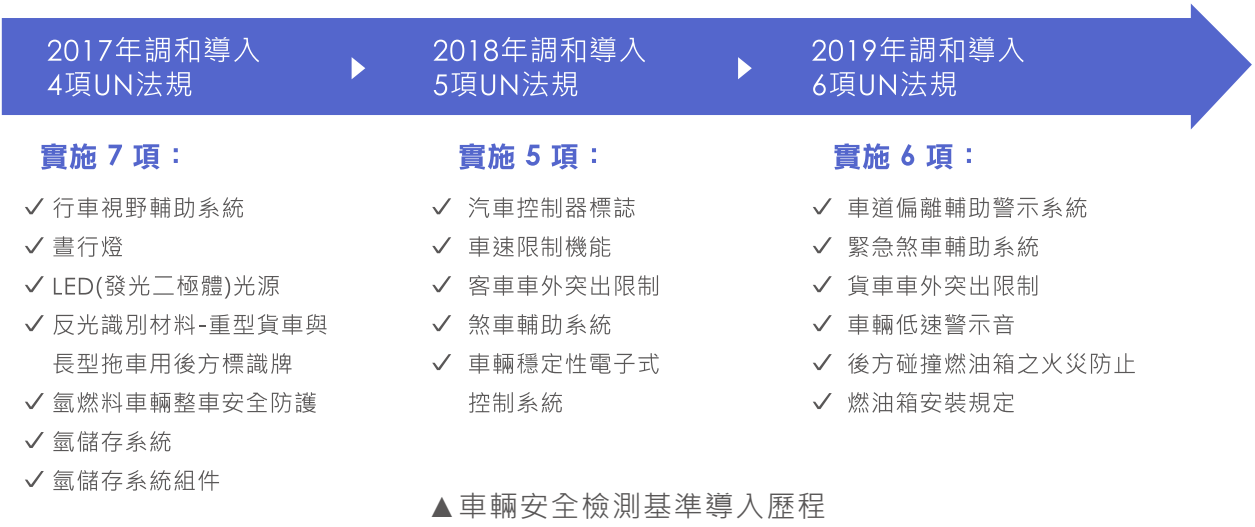 2017年調和導入
4項UN法規
2018年調和導入
5項UN法規
2019年調和導入
6項UN法規
實施 7 項：
✓ 行車視野輔助系統
✓ 晝行燈
✓ LED(發光二極體)光源
✓ 反光識別材料-重型貨車與
長型拖車用後方標識牌
✓ 氫燃料車輛整車安全防護
✓ 氫儲存系統
✓ 氫儲存系統組件
實施 5 項：
✓ 汽車控制器標誌
✓ 車速限制機能
✓ 客車車外突出限制
✓ 煞車輔助系統
✓ 車輛穩定性電子式
控制系統
實施 6 項：
✓ 車道偏離輔助警示系統
✓ 緊急煞車輔助系統
✓ 貨車車外突出限制
✓ 車輛低速警示音
✓ 後方碰撞燃油箱之火災防止
✓ 燃油箱安裝規定
▲車輛安全檢測基準導入歷程